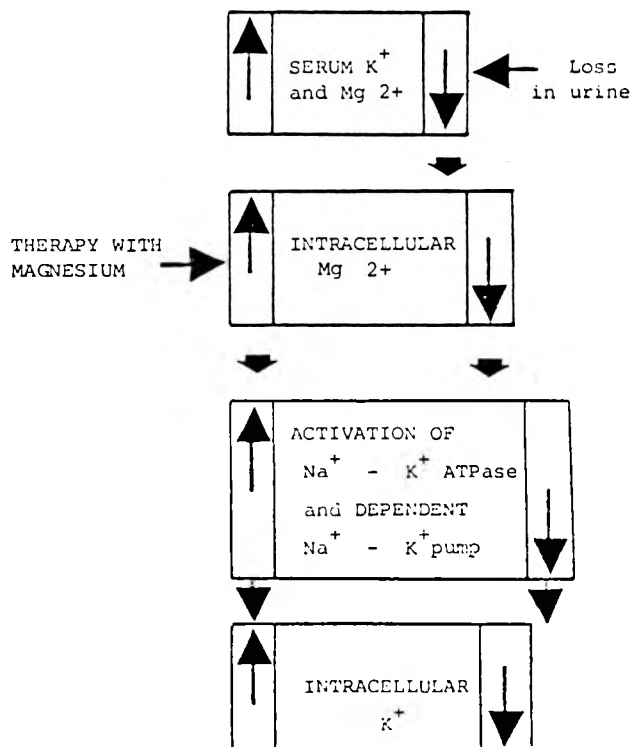 SERUM K+
and Mg 2+
Loss
in urine
THERAPY WITH
MAGNESIUM
INTRACELLULAR
Mg 2+
ACTIVATION OF
Na+ - K+ ATPase
and DEPENDENT
Na+ - K+ pump
INTRACELLULAR
K+